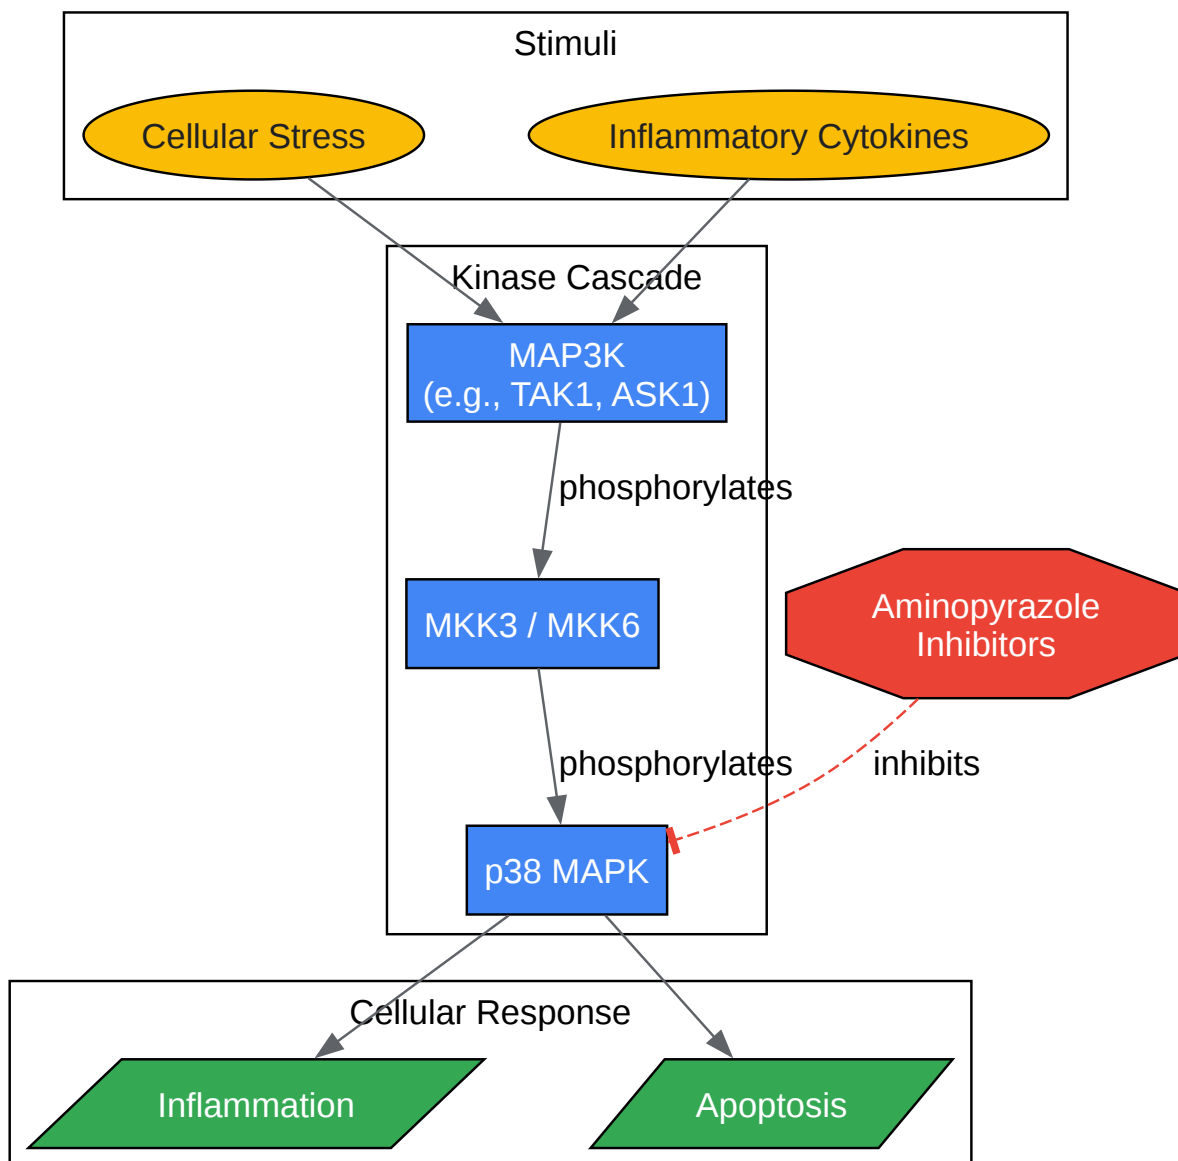 Stimuli
Cellular Stress
Inflammatory Cytokines
Kinase Cascade
MAP3K
(e.g., TAK1, ASK1)
phosphorylates
MKK3 / MKK6
Aminopyrazole
Inhibitors
phosphorylates
inhibits
p38 MAPK
Cellular Response
Inflammation
Apoptosis